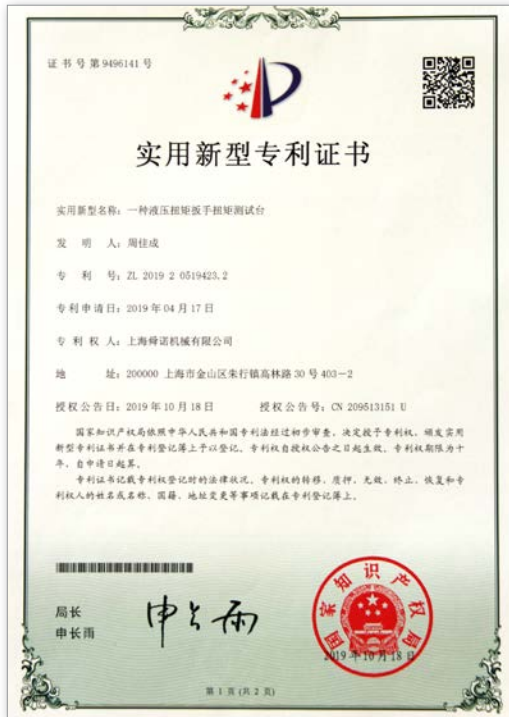 证书号第9496141号
实用新型专利证书
实用新型名称：一种液压扭矩扳手扭矩测试台
发明人：周佳成
专利号：ZL 2019 2 0519423.2
专利申请日：2019年04月17日
专利权人：上海舜诺机械有限公司
地址：200000 上海市金山区朱行镇高林路30号403-2
授权公告日：2019年10月18日 授权公告号：CN 209513151 U
国家知识产权局依照中华人民共和国专利法经过初步审查，决定授予专利权，颁发实用
新型专利证书并在专利登记簿上予以登记。专利权自授权公告之日起生效。专利权期限为十
年，自申请日起算。
专利证书记载专利权登记时的法律状况。专利权的转移、质押、无效、终止、恢复和专
利权人的姓名或名称、国籍、地址变更等事项记载在专利登记簿上。
局长
申长雨
申长雨
国家知识产权局
2019年10月18日
第1页(共2页)